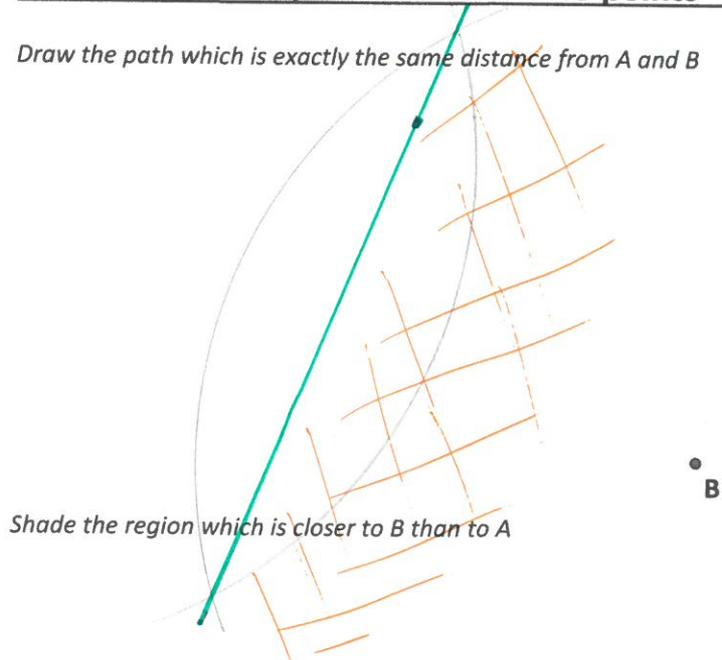 points
Draw the path which is exactly the same distance from A and B
B
Shade the region which is closer to B than to A